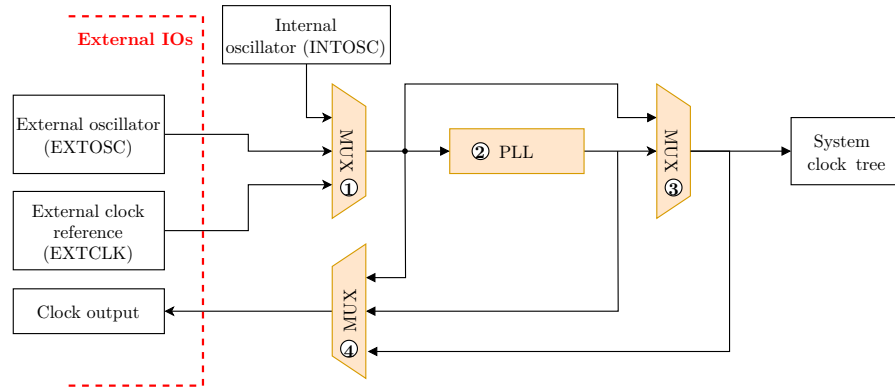 External IOs
Internal
oscillator (INTOSC)
External oscillator
(EXTOSC)
MUX
①
② PLL
MUX
③
System
clock tree
External clock
reference
(EXTCLK)
Clock output
MUX
④